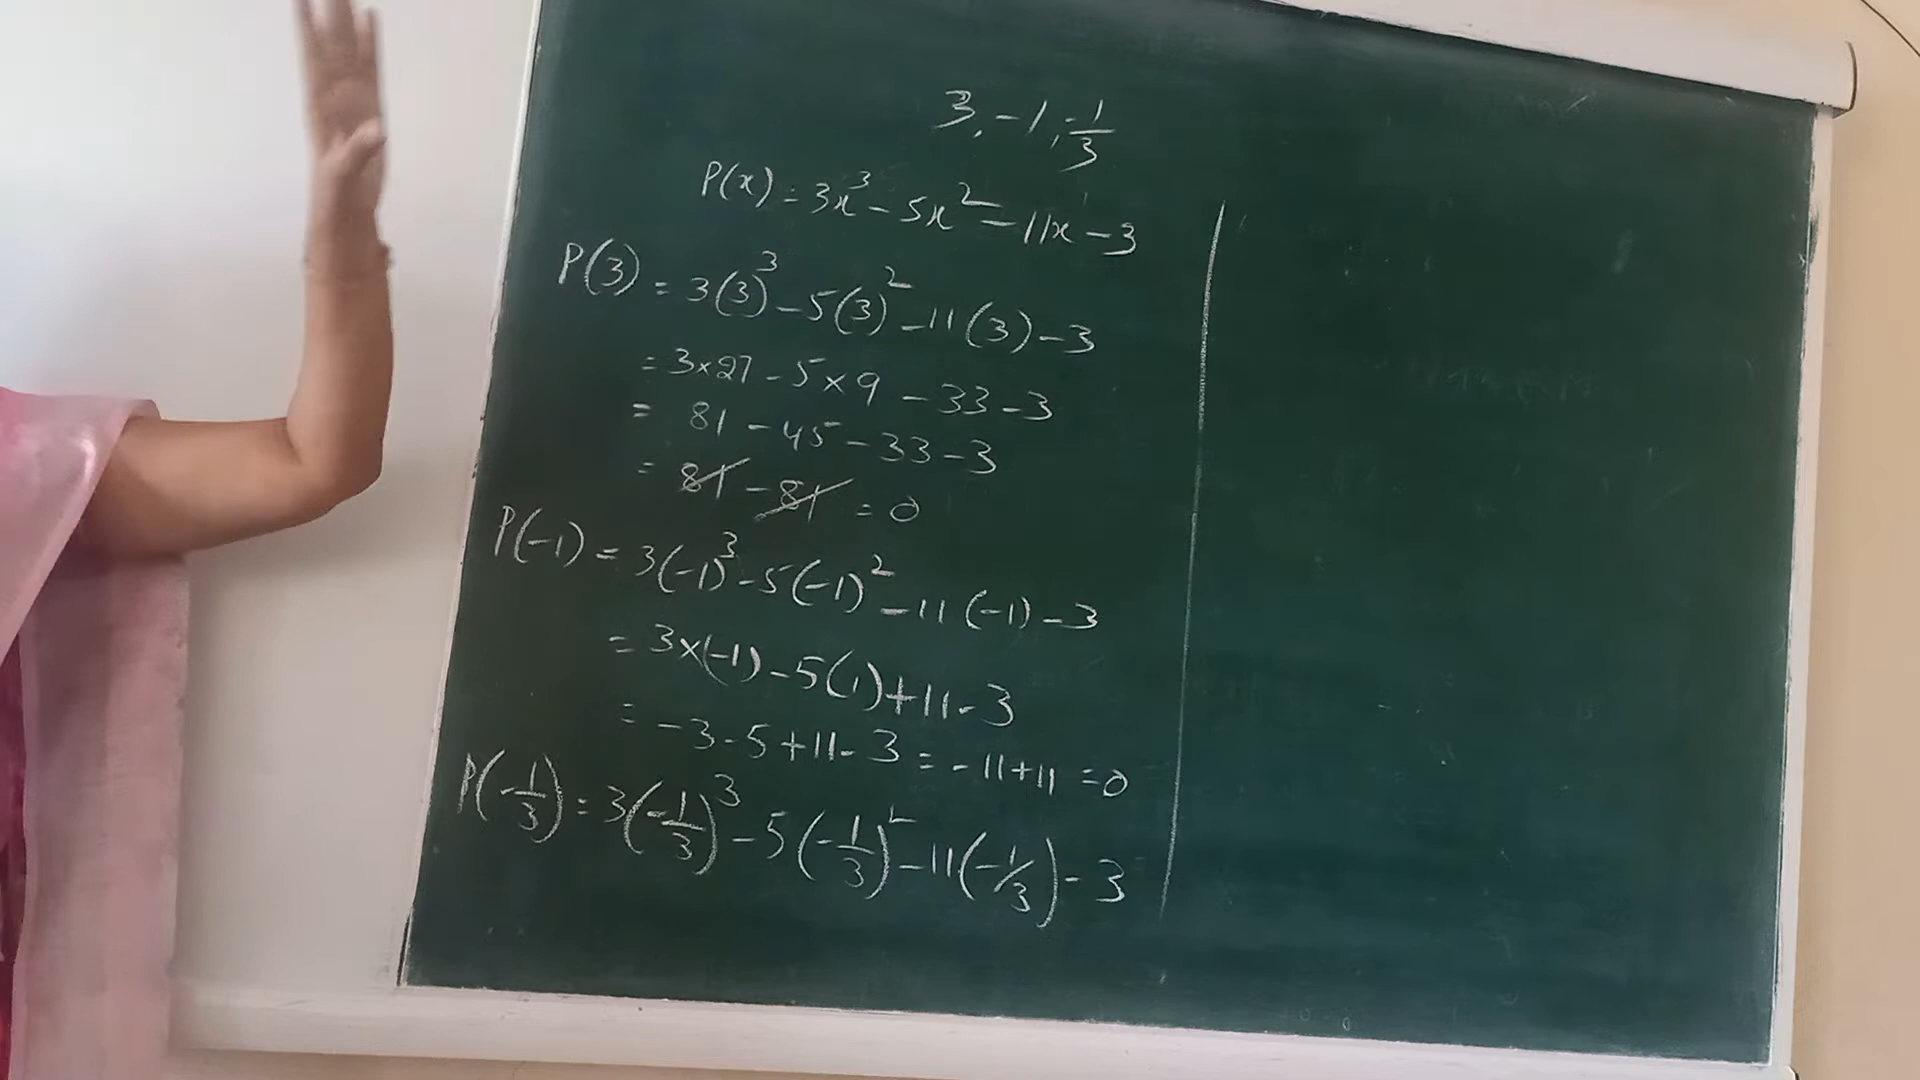 3, -1, -1/3
P(x) = 3x³ - 5x² - 11x - 3
P(3) = 3(3)³ - 5(3)² - 11(3) - 3
= 3×27 - 5×9 - 33 - 3
= 81 - 45 - 33 - 3
= 81 - 81 = 0
P(-1) = 3(-1)³ - 5(-1)² - 11(-1) - 3
= 3×(-1) - 5(1) + 11 - 3
= -3 - 5 + 11 - 3 = -11 + 11 = 0
P(-1/3) = 3(-1/3)³ - 5(-1/3)² - 11(-1/3) - 3